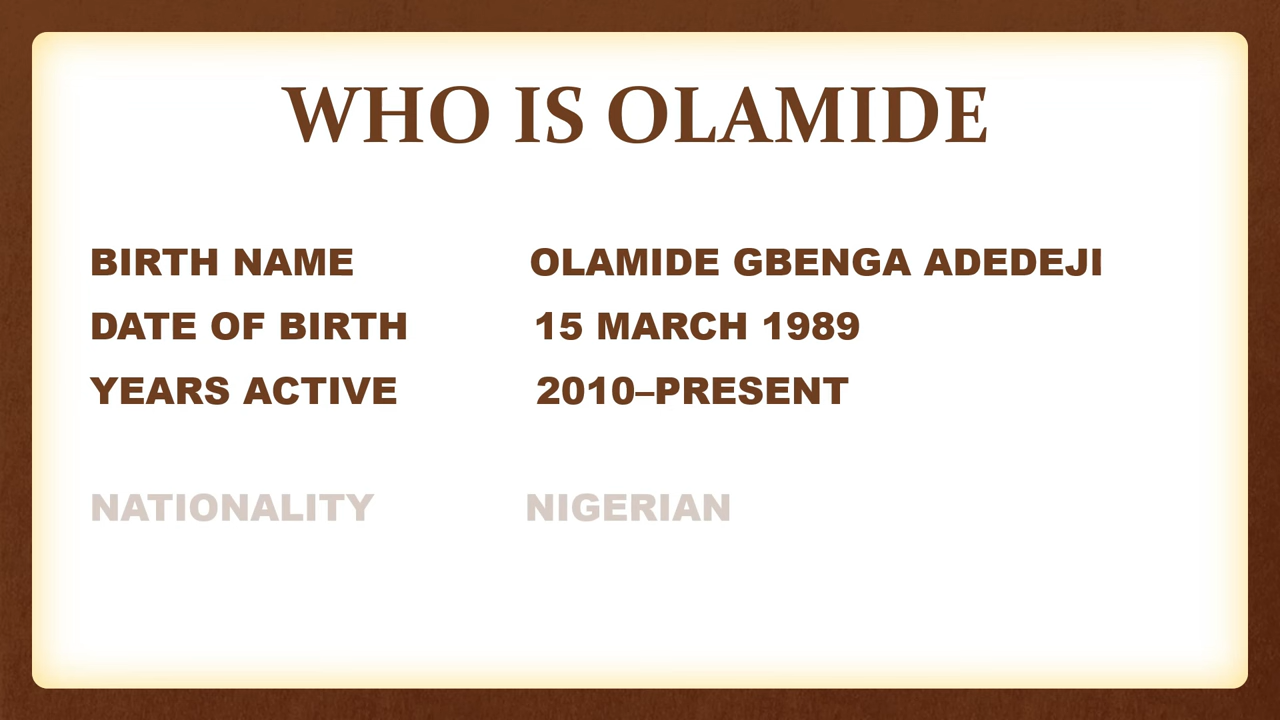 WHO IS OLAMIDE
BIRTH NAME OLAMIDE GBENGA ADEDEJI
DATE OF BIRTH 15 MARCH 1989
YEARS ACTIVE 2010–PRESENT
NATIONALITY NIGERIAN